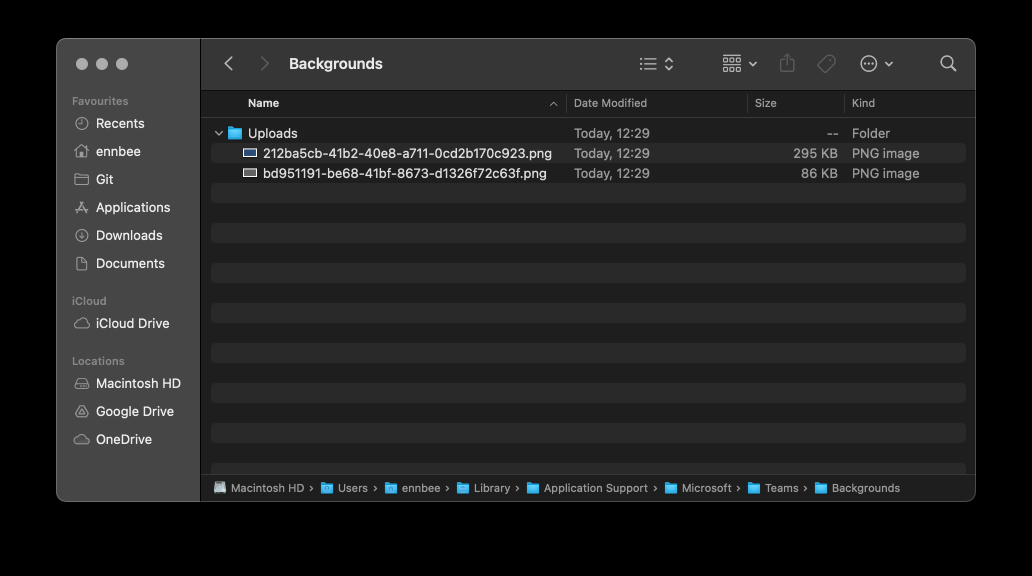 Backgrounds
Favourites
Recents
ennbee
Git
Applications
Downloads
Documents
iCloud
iCloud Drive
Locations
Macintosh HD
Google Drive
OneDrive
Name Date Modified Size Kind
Uploads Today, 12:29 -- Folder
212ba5cb-41b2-40e8-a711-0cd2b170c923.png Today, 12:29 295 KB PNG image
bd951191-be68-41bf-8673-d1326f72c63f.png Today, 12:29 86 KB PNG image
Macintosh HD › Users › ennbee › Library › Application Support › Microsoft › Teams › Backgrounds